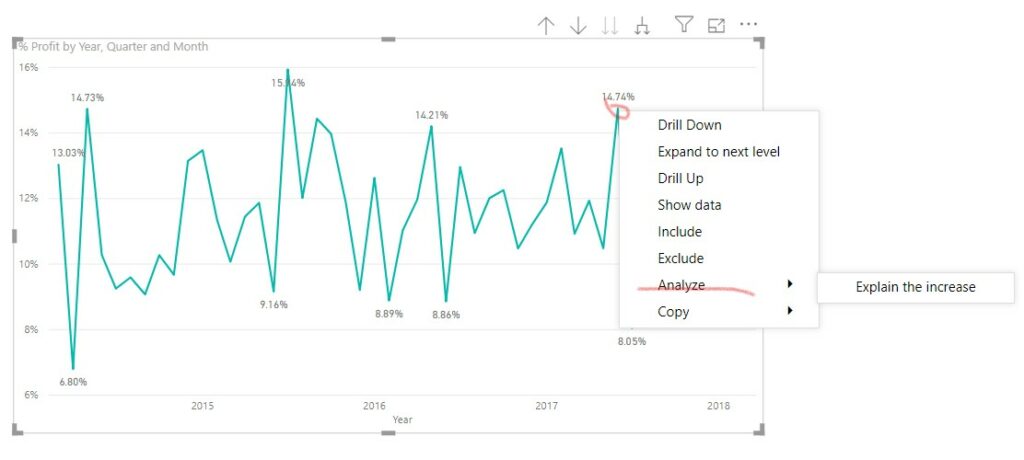 % Profit by Year, Quarter and Month
16%
15.94%
14.73%
14.74%
14.21%
14%
13.03%
12%
10%
9.16%
8.89%
8.86%
8%
8.05%
6.80%
6%
2015
2016
2017
2018
Year
Drill Down
Expand to next level
Drill Up
Show data
Include
Exclude
Analyze
Explain the increase
Copy